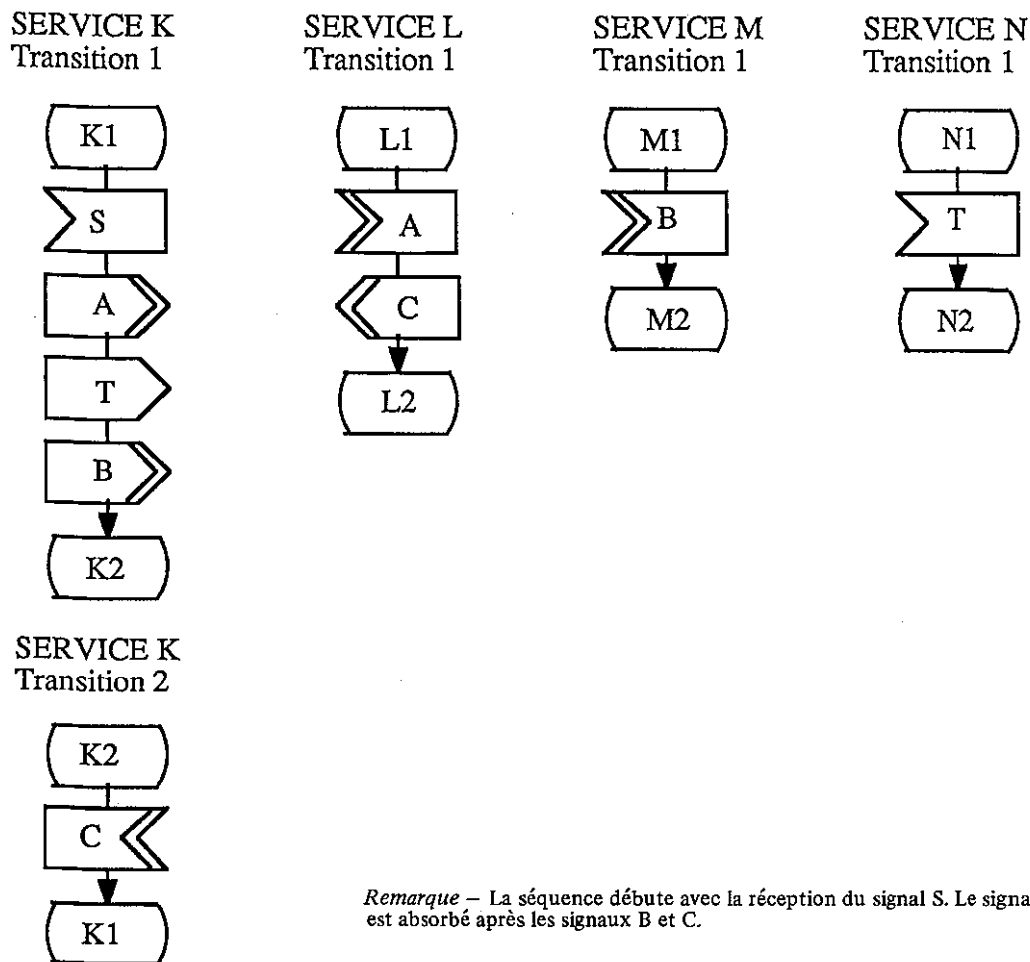 SERVICE K
Transition 1
K1
S
A
T
B
K2
SERVICE L
Transition 1
L1
A
C
L2
SERVICE M
Transition 1
M1
B
M2
SERVICE N
Transition 1
N1
T
N2
SERVICE K
Transition 2
K2
C
K1
Remarque – La séquence débute avec la réception du signal S. Le signa
est absorbé après les signaux B et C.